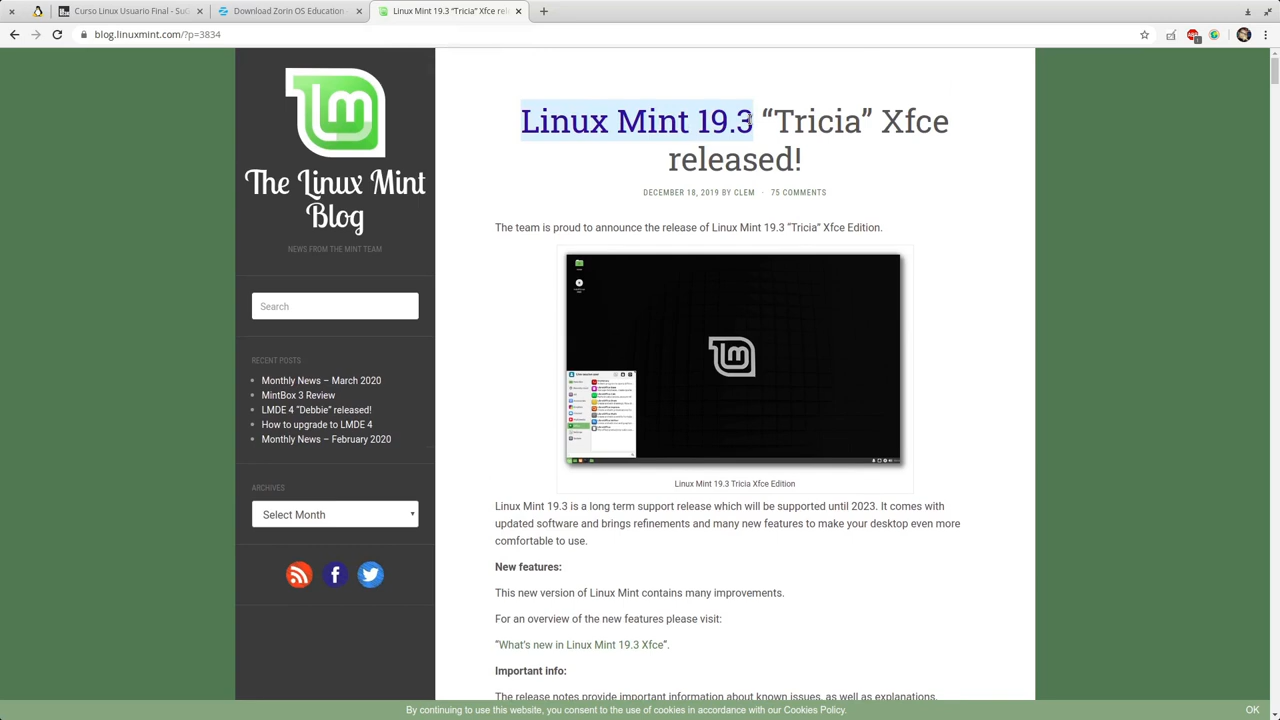 Curso Linux Usuario Final - SuG
Download Zorin OS Education
Linux Mint 19.3 “Tricia” Xfce rel
blog.linuxmint.com/?p=3834
The Linux Mint
Blog
NEWS FROM THE MINT TEAM
Search
RECENT POSTS
Monthly News – March 2020
MintBox 3 Review
LMDE 4 “Debbie” released!
How to upgrade to LMDE 4
Monthly News – February 2020
ARCHIVES
Select Month
Linux Mint 19.3 “Tricia” Xfce
released!
DECEMBER 18, 2019 BY CLEM · 75 COMMENTS
The team is proud to announce the release of Linux Mint 19.3 “Tricia” Xfce Edition.
Linux Mint 19.3 Tricia Xfce Edition
Linux Mint 19.3 is a long term support release which will be supported until 2023. It comes with
updated software and brings refinements and many new features to make your desktop even more
comfortable to use.
New features:
This new version of Linux Mint contains many improvements.
For an overview of the new features please visit:
“What’s new in Linux Mint 19.3 Xfce“.
Important info:
The release notes provide important information about known issues, as well as explanations,
By continuing to use this website, you consent to the use of cookies in accordance with our Cookies Policy.
OK